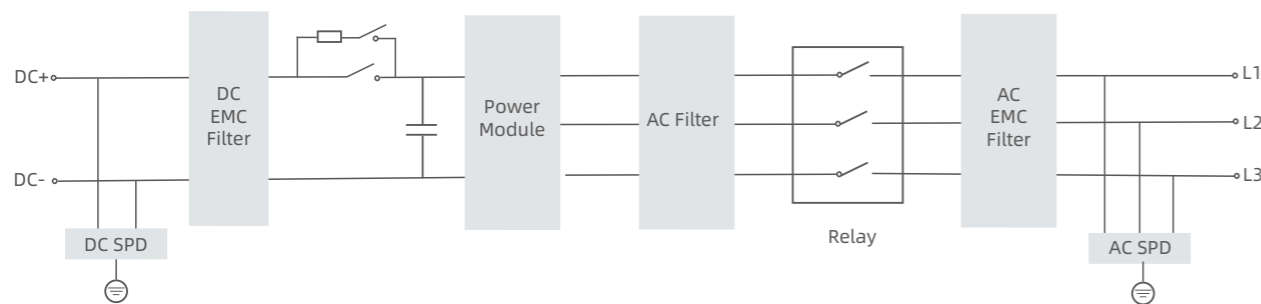 DC+
DC-
DC SPD
DC
EMC
Filter
Power
Module
AC Filter
Relay
AC
EMC
Filter
L1
L2
L3
AC SPD